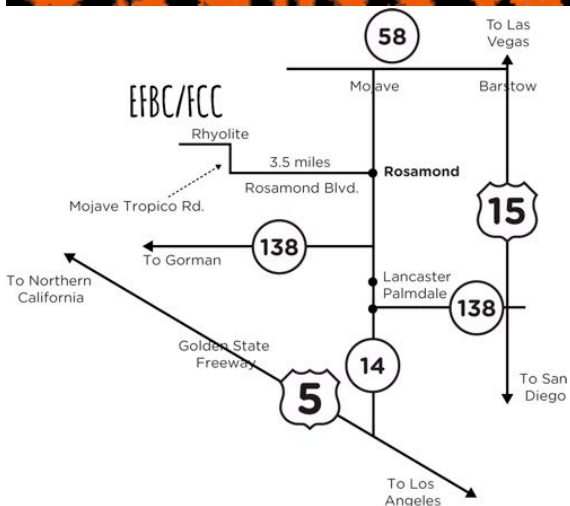 58
To Las
Vegas
Mojave
Barstow
EFBC/FCC
Rhyolite
3.5 miles
Rosamond
Rosamond Blvd.
Mojave Tropico Rd.
15
138
To Gorman
To Northern
California
Lancaster
Palmdale
138
Golden State
Freeway
14
5
To San
Diego
To Los
Angeles